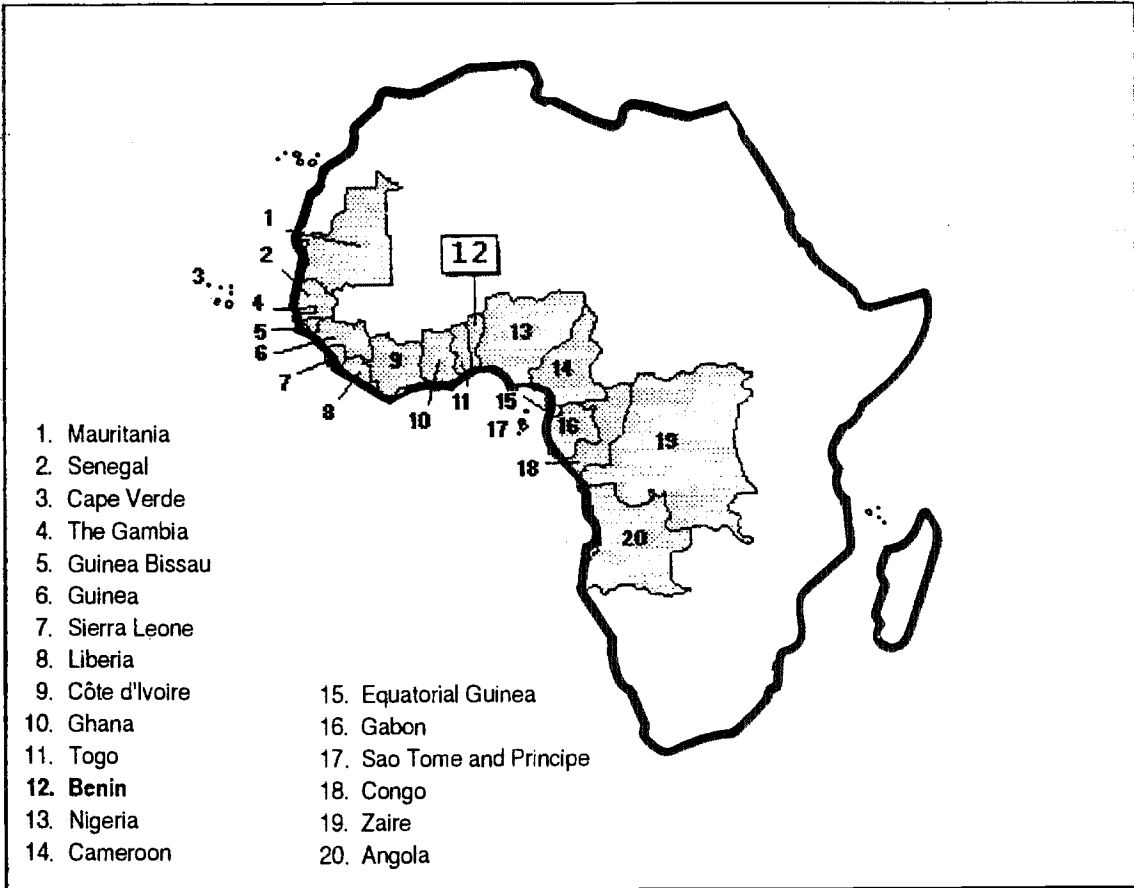 1
2
12
3
4
5
6
7
8
9
10
11
13
14
15
16
17
18
19
20
1. Mauritania
2. Senegal
3. Cape Verde
4. The Gambia
5. Guinea Bissau
6. Guinea
7. Sierra Leone
8. Liberia
9. Côte d'Ivoire
10. Ghana
11. Togo
12. Benin
13. Nigeria
14. Cameroon
15. Equatorial Guinea
16. Gabon
17. Sao Tome and Principe
18. Congo
19. Zaire
20. Angola